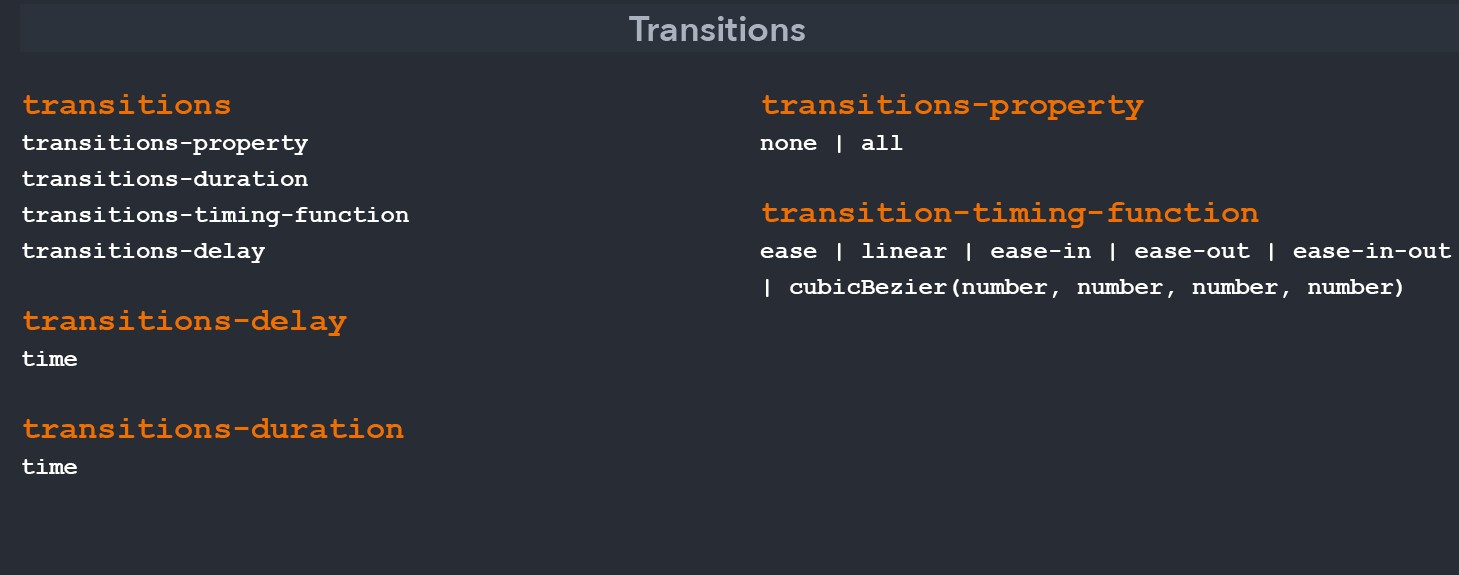 Transitions
transitions
transitions-property
transitions-duration
transitions-timing-function
transitions-delay
transitions-delay
time
transitions-duration
time
transitions-property
none | all
transition-timing-function
ease | linear | ease-in | ease-out | ease-in-out
| cubicBezier(number, number, number, number)